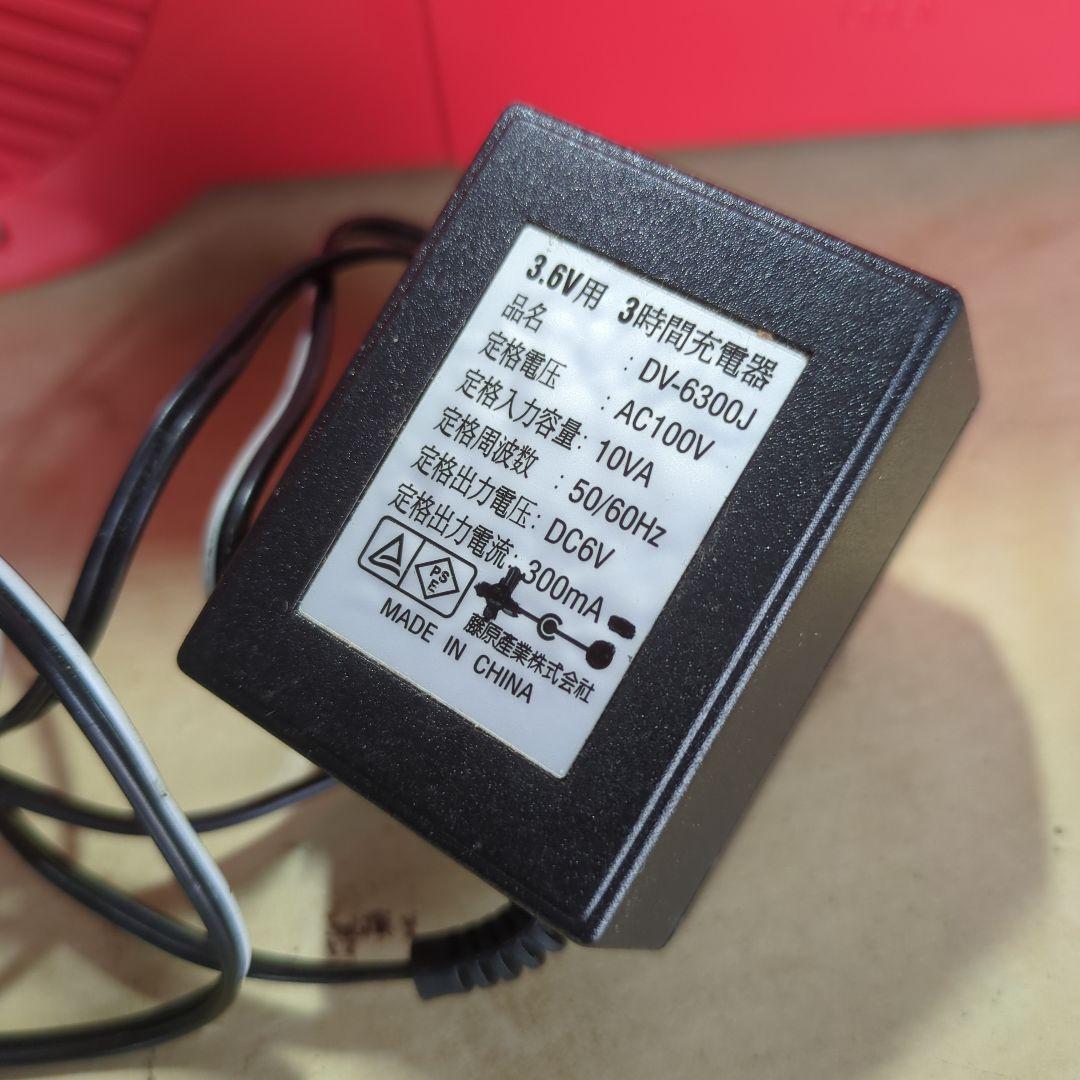 3.6V用 3時間充電器
品名 : DV-6300J
定格電圧 : AC100V
定格入力容量: 10VA
定格周波数 : 50/60Hz
定格出力電圧: DC6V
定格出力電流: 300mA
PS
E
藤原産業株式会社
MADE IN CHINA